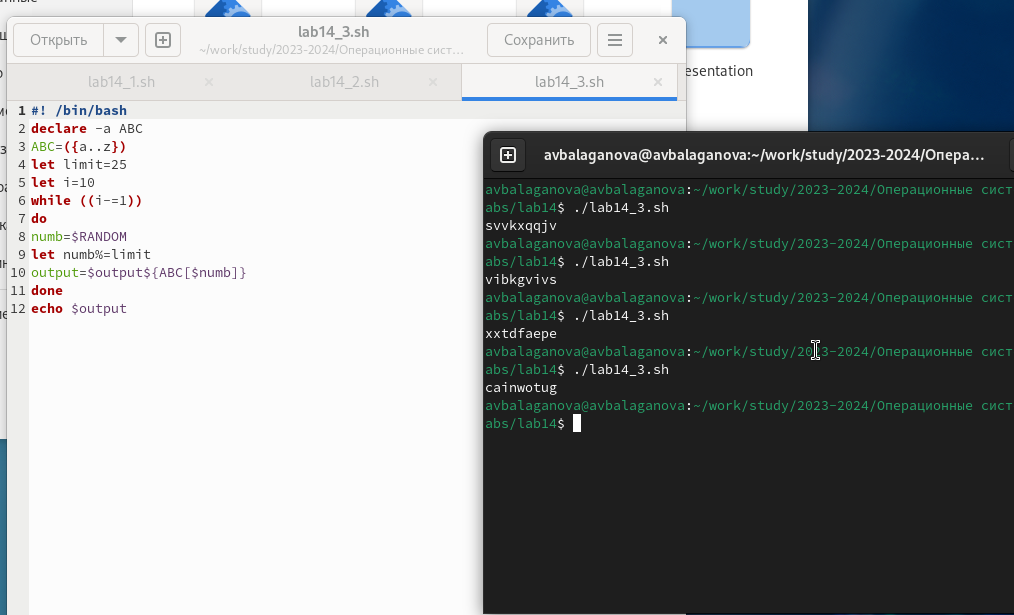 Открыть
lab14_3.sh
~/work/study/2023-2024/Операционные сист…
Сохранить
lab14_1.sh
lab14_2.sh
lab14_3.sh
1 #! /bin/bash
2 declare -a ABC
3 ABC=({a..z})
4 let limit=25
5 let i=10
6 while ((i-=1))
7 do
8 numb=$RANDOM
9 let numb%=limit
10 output=$output${ABC[$numb]}
11 done
12 echo $output
esentation
avbalaganova@avbalaganova:~/work/study/2023-2024/Опера...
avbalaganova@avbalaganova:~/work/study/2023-2024/Операционные сист
abs/lab14$ ./lab14_3.sh
svvkxqqjv
avbalaganova@avbalaganova:~/work/study/2023-2024/Операционные сист
abs/lab14$ ./lab14_3.sh
vibkgvivs
avbalaganova@avbalaganova:~/work/study/2023-2024/Операционные сист
abs/lab14$ ./lab14_3.sh
xxtdfaepe
avbalaganova@avbalaganova:~/work/study/2023-2024/Операционные сист
abs/lab14$ ./lab14_3.sh
cainwotug
avbalaganova@avbalaganova:~/work/study/2023-2024/Операционные сист
abs/lab14$